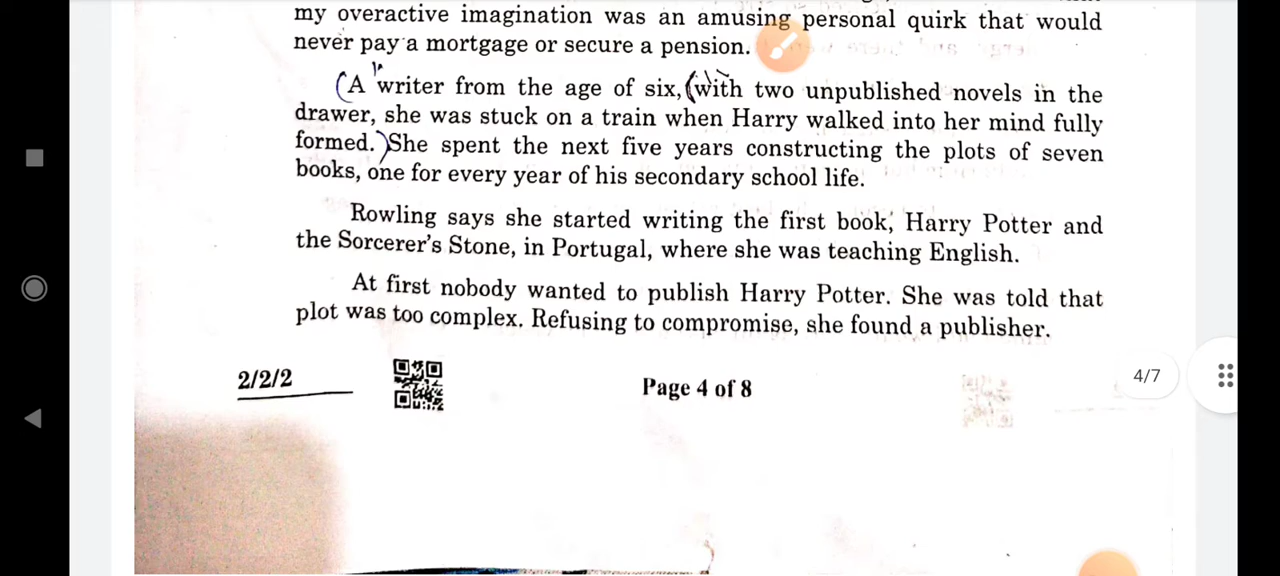 my overactive imagination was an amusing personal quirk that would
never pay a mortgage or secure a pension.
(A writer from the age of six, (with two unpublished novels in the
drawer, she was stuck on a train when Harry walked into her mind fully
formed.) She spent the next five years constructing the plots of seven
books, one for every year of his secondary school life.
Rowling says she started writing the first book, Harry Potter and
the Sorcerer's Stone, in Portugal, where she was teaching English.
At first nobody wanted to publish Harry Potter. She was told that
plot was too complex. Refusing to compromise, she found a publisher.
2/2/2
Page 4 of 8
4/7